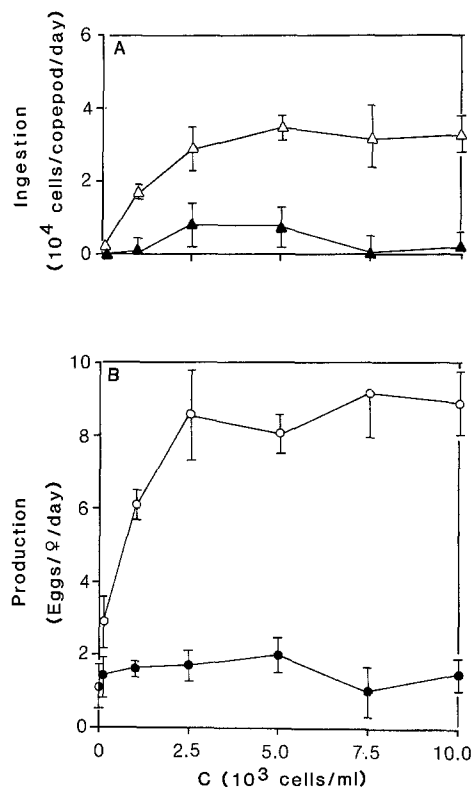 A
Ingestion
(10⁴ cells/copepod/day)
6
4
2
0
B
Production
(Eggs/♀/day)
10
8
6
4
2
0
0 2.5 5.0 7.5 10.0
C (10³ cells/ml)